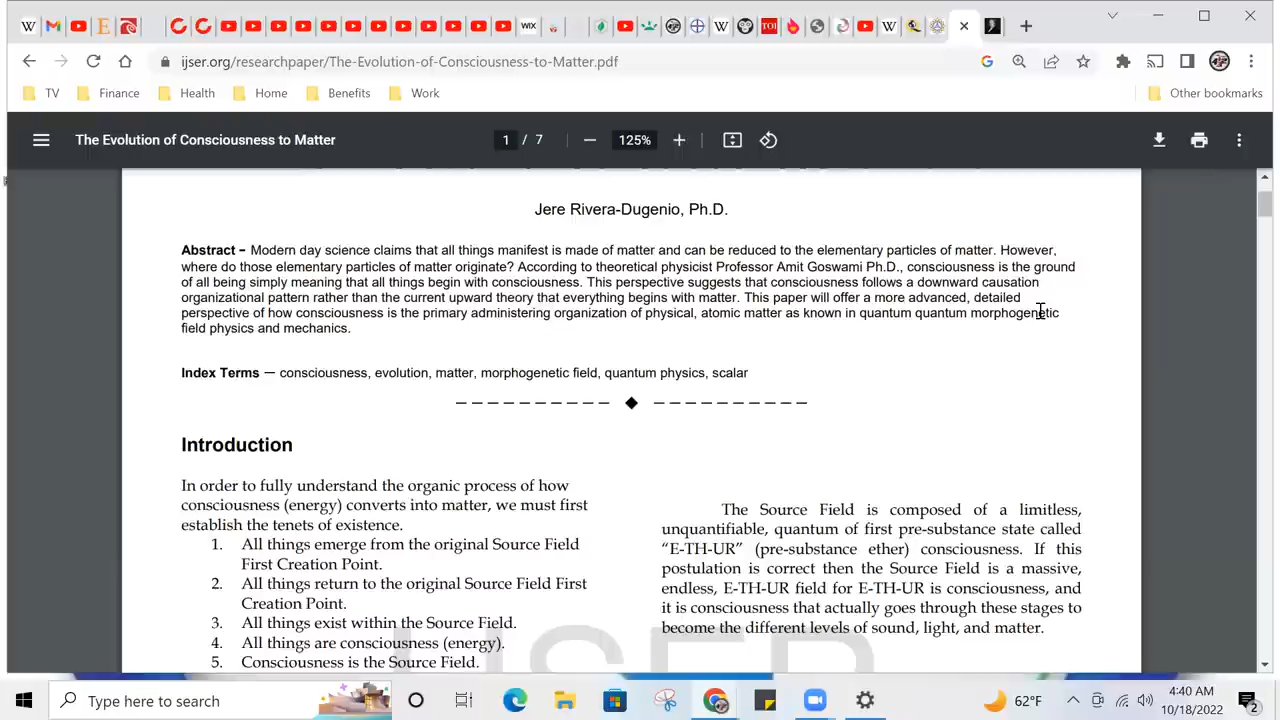 ijser.org/researchpaper/The-Evolution-of-Consciousness-to-Matter.pdf
TV
Finance
Health
Home
Benefits
Work
Other bookmarks
The Evolution of Consciousness to Matter
1 / 7
125%
Jere Rivera-Dugenio, Ph.D.
Abstract – Modern day science claims that all things manifest is made of matter and can be reduced to the elementary particles of matter. However,
where do those elementary particles of matter originate? According to theoretical physicist Professor Amit Goswami Ph.D., consciousness is the ground
of all being simply meaning that all things begin with consciousness. This perspective suggests that consciousness follows a downward causation
organizational pattern rather than the current upward theory that everything begins with matter. This paper will offer a more advanced, detailed
perspective of how consciousness is the primary administering organization of physical, atomic matter as known in quantum quantum morphogenetic
field physics and mechanics.
Index Terms — consciousness, evolution, matter, morphogenetic field, quantum physics, scalar
Introduction
In order to fully understand the organic process of how
consciousness (energy) converts into matter, we must first
establish the tenets of existence.
1. All things emerge from the original Source Field
First Creation Point.
2. All things return to the original Source Field First
Creation Point.
3. All things exist within the Source Field.
4. All things are consciousness (energy).
5. Consciousness is the Source Field.
The Source Field is composed of a limitless,
unquantifiable, quantum of first pre-substance state called
“E-TH-UR” (pre-substance ether) consciousness. If this
postulation is correct then the Source Field is a massive,
endless, E-TH-UR field for E-TH-UR is consciousness, and
it is consciousness that actually goes through these stages to
become the different levels of sound, light, and matter.
IJSER
Type here to search
62°F
4:40 AM
10/18/2022
2